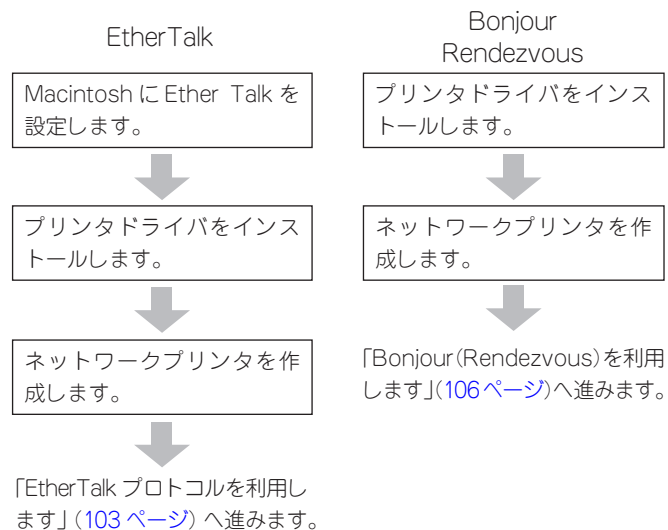 EtherTalk
Macintosh に Ether Talk を
設定します。
プリンタドライバをインス
トールします。
ネットワークプリンタを作
成します。
「EtherTalk プロトコルを利用し
ます」(103 ページ) へ進みます。
Bonjour
Rendezvous
プリンタドライバをインス
トールします。
ネットワークプリンタを作
成します。
「Bonjour(Rendezvous)を利用
します」(106ページ)へ進みます。